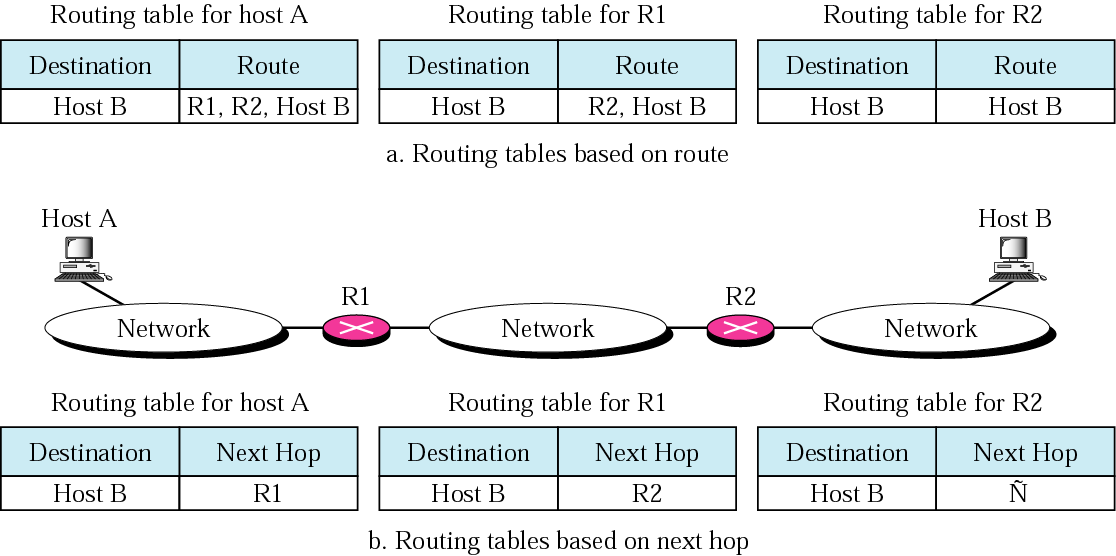 Routing table for host A Routing table for R1 Routing table for R2
Destination Route Destination Route Destination Route
Host B R1, R2, Host B Host B R2, Host B Host B Host B
a. Routing tables based on route
Host A Host B
R1 R2
Network Network Network
Routing table for host A Routing table for R1 Routing table for R2
Destination Next Hop Destination Next Hop Destination Next Hop
Host B R1 Host B R2 Host B Ñ
b. Routing tables based on next hop